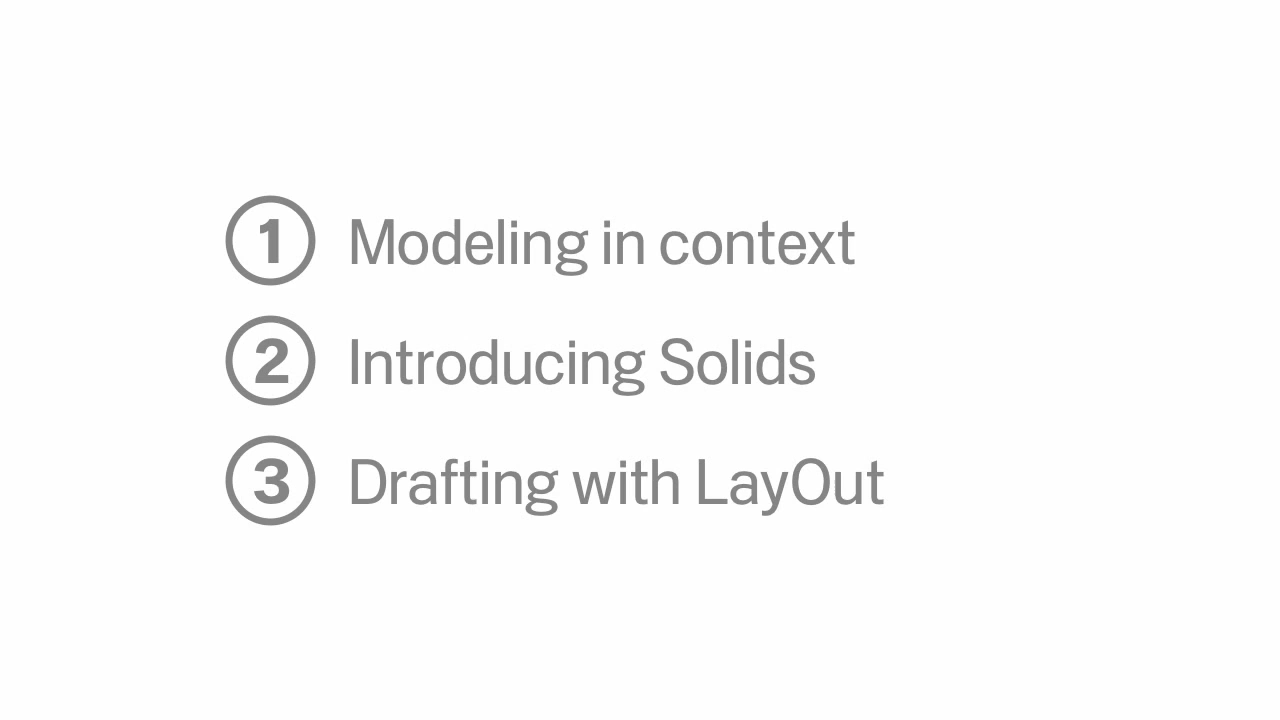 1 Modeling in context
2 Introducing Solids
3 Drafting with LayOut